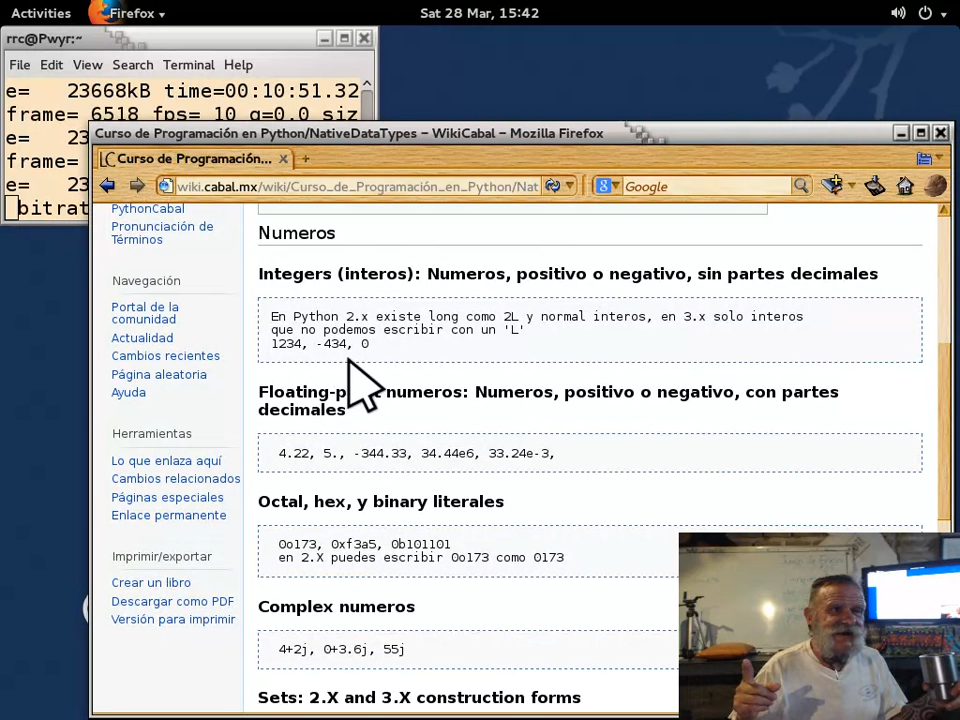 Activities Firefox Sat 28 Mar, 15:42
rrc@Pwyr:~
File Edit View Search Terminal Help
e= 23668kB time=00:10:51.32
frame= 6518 fps= 10 q=0.0 siz
e= 23
frame=
e= 23
bitrat
Curso de Programación en Python/NativeDataTypes – WikiCabal – Mozilla Firefox
Curso de Programación...
wiki.cabal.mx/wiki/Curso_de_Programación_en_Python/Nat
Google
PythonCabal
Pronunciación de
Términos
Navegación
Portal de la
comunidad
Actualidad
Cambios recientes
Página aleatoria
Ayuda
Herramientas
Lo que enlaza aquí
Cambios relacionados
Páginas especiales
Enlace permanente
Imprimir/exportar
Crear un libro
Descargar como PDF
Versión para imprimir
Numeros
Integers (interos): Numeros, positivo o negativo, sin partes decimales
En Python 2.x existe long como 2L y normal interos, en 3.x solo interos
que no podemos escribir con un 'L'
1234, -434, 0
Floating-p numeros: Numeros, positivo o negativo, con partes
decimales
4.22, 5., -344.33, 34.44e6, 33.24e-3,
Octal, hex, y binary literales
0o173, 0xf3a5, 0b101101
en 2.X puedes escribir 0o173 como 0173
Complex numeros
4+2j, 0+3.6j, 55j
Sets: 2.X and 3.X construction forms